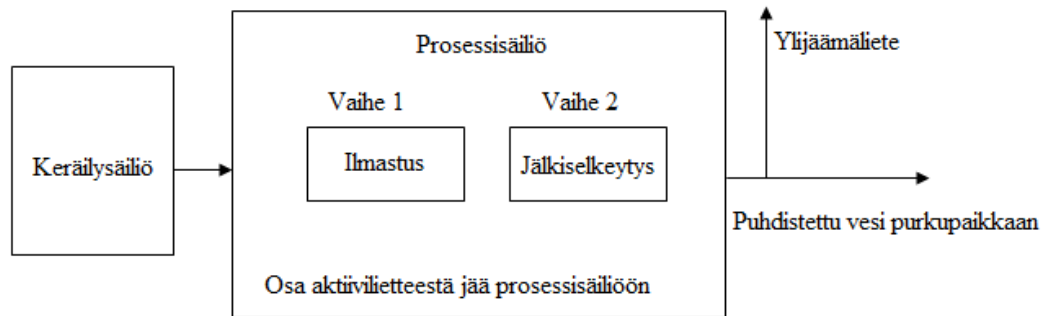 Keräilysäiliö
Prosessisäiliö
Vaihe 1
Ilmastus
Vaihe 2
Jälkiselkeytys
Osa aktiivilietteestä jää prosessisäiliöön
Ylijäämäliete
Puhdistettu vesi purkupaikkaan